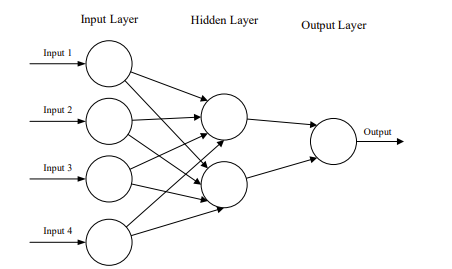 Input Layer
Hidden Layer
Output Layer
Input 1
Input 2
Output
Input 3
Input 4